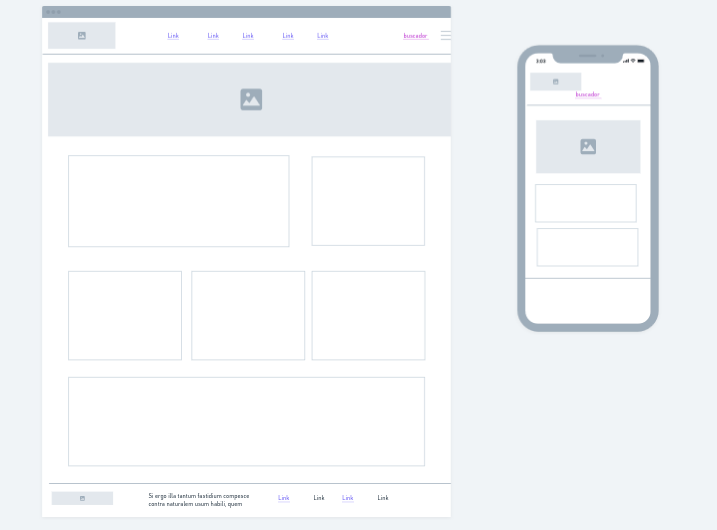 Link Link Link Link Link buscador
Si ergo illa tantum fastidium compesce
contra naturalem usum habili, quem
Link Link Link Link
3:03
buscador